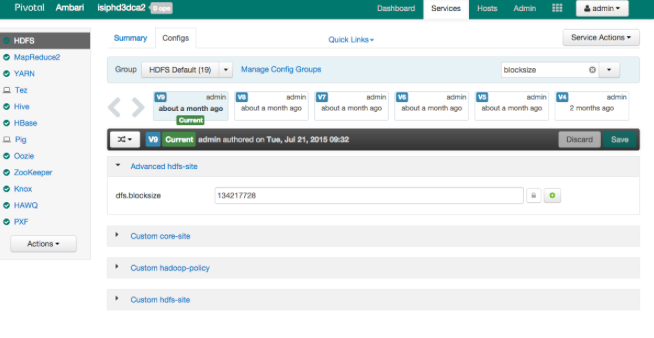 Pivotal Ambari isiphd3dca2 0 ops Dashboard Services Hosts Admin admin
HDFS
MapReduce2
YARN
Tez
Hive
HBase
Pig
Oozie
ZooKeeper
Knox
HAWQ
PXF
Actions
Summary Configs Quick Links Service Actions
Group HDFS Default (19) Manage Config Groups blocksize
V9 admin
about a month ago
Current
V8 admin
about a month ago
V7 admin
about a month ago
V6 admin
about a month ago
V5 admin
about a month ago
V4 admin
2 months ago
V9 Current admin authored on Tue, Jul 21, 2015 09:32 Discard Save
Advanced hdfs-site
dfs.blocksize 134217728
Custom core-site
Custom hadoop-policy
Custom hdfs-site